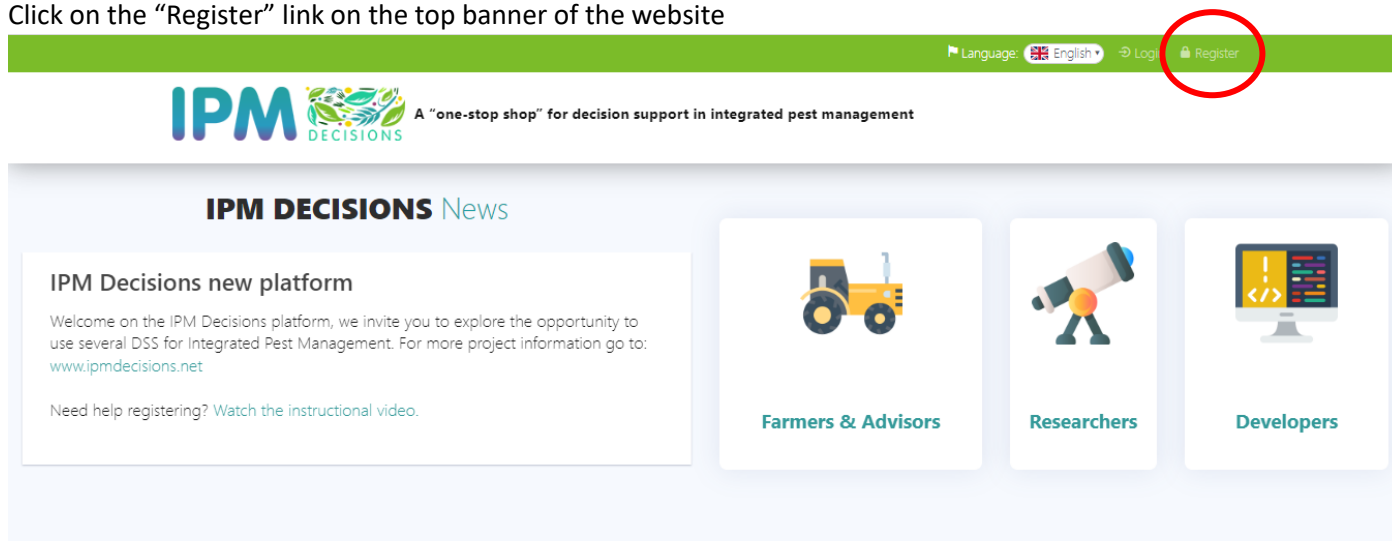 Click on the “Register” link on the top banner of the website
Language: English Login Register
IPM DECISIONS A "one-stop shop" for decision support in integrated pest management
IPM DECISIONS News
IPM Decisions new platform
Welcome on the IPM Decisions platform, we invite you to explore the opportunity to
use several DSS for Integrated Pest Management. For more project information go to:
www.ipmdecisions.net
Need help registering? Watch the instructional video.
Farmers & Advisors
Researchers
Developers